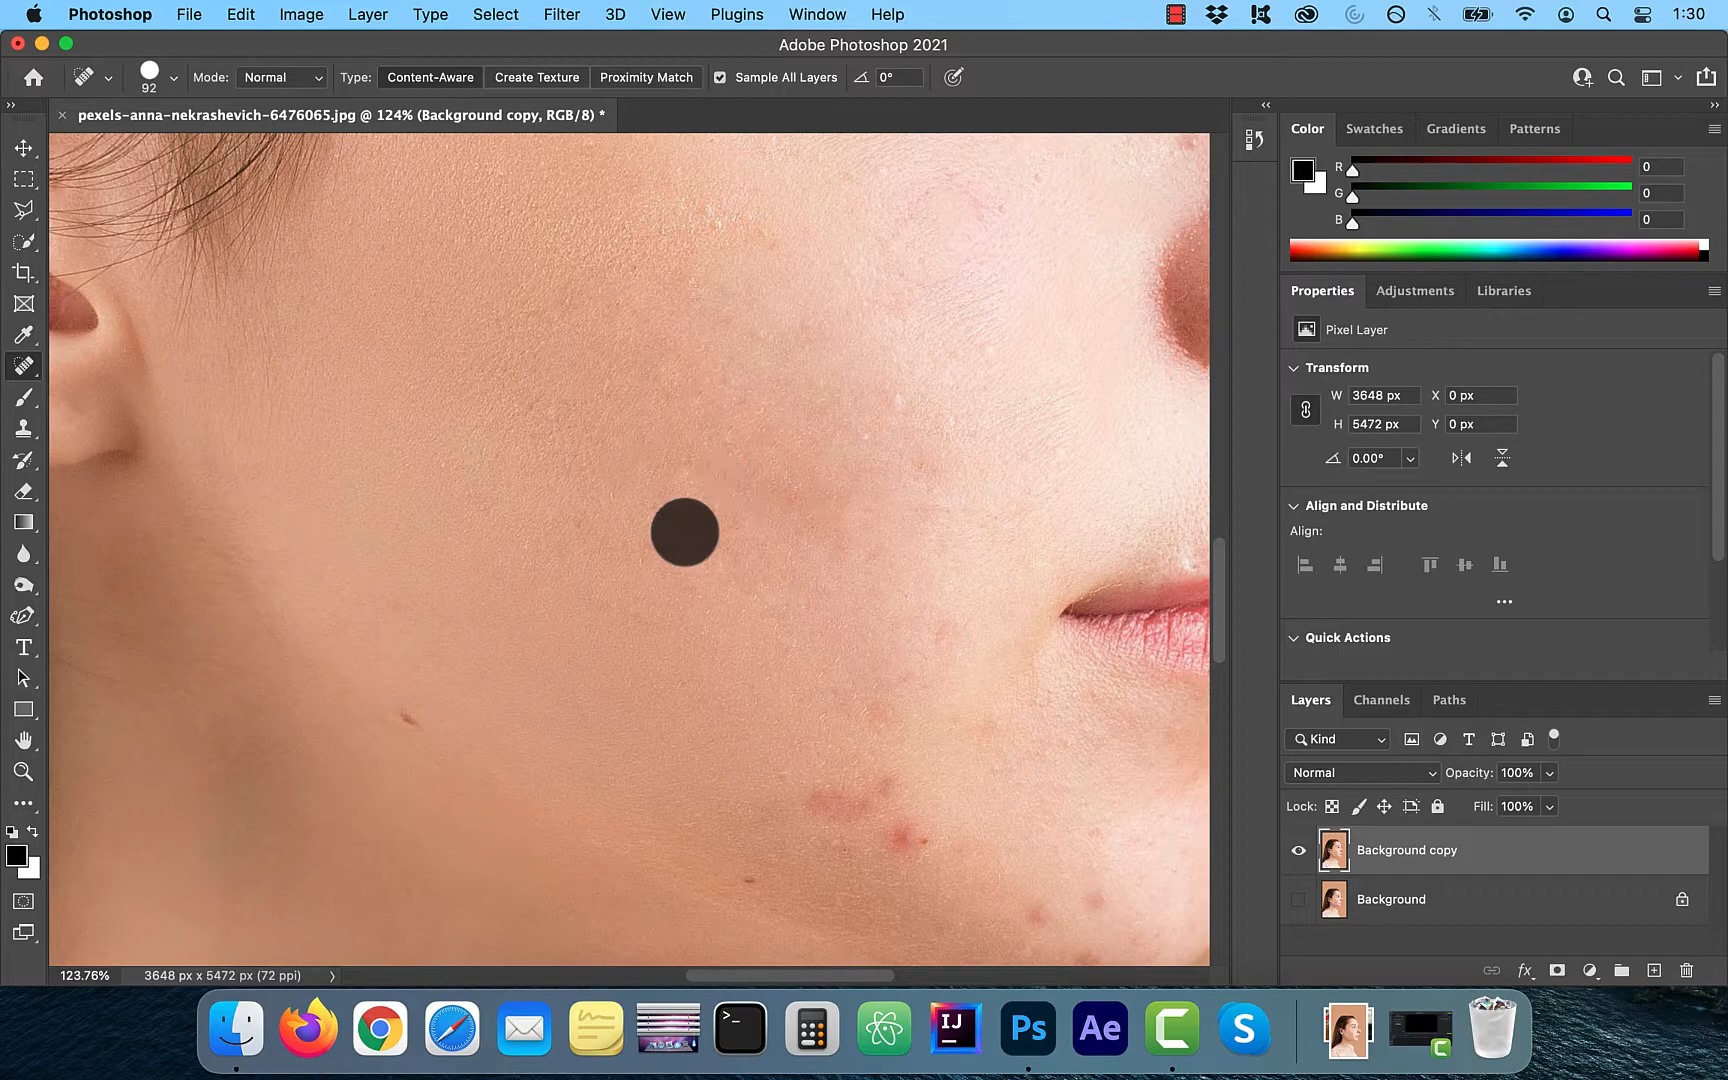 Photoshop File Edit Image Layer Type Select Filter 3D View Plugins Window Help 1:30
Adobe Photoshop 2021
92 Mode: Normal Type: Content-Aware Create Texture Proximity Match Sample All Layers 0°
pexels-anna-nekrashevich-6476065.jpg @ 124% (Background copy, RGB/8) *
Color Swatches Gradients Patterns
R 0
G 0
B 0
Properties Adjustments Libraries
Pixel Layer
Transform
W 3648 px X 0 px
H 5472 px Y 0 px
0.00°
Align and Distribute
Align:
Quick Actions
Layers Channels Paths
Kind
Normal Opacity: 100%
Lock: Fill: 100%
Background copy
Background
fx
123.76% 3648 px x 5472 px (72 ppi)
>_ IJ Ps Ae C S C